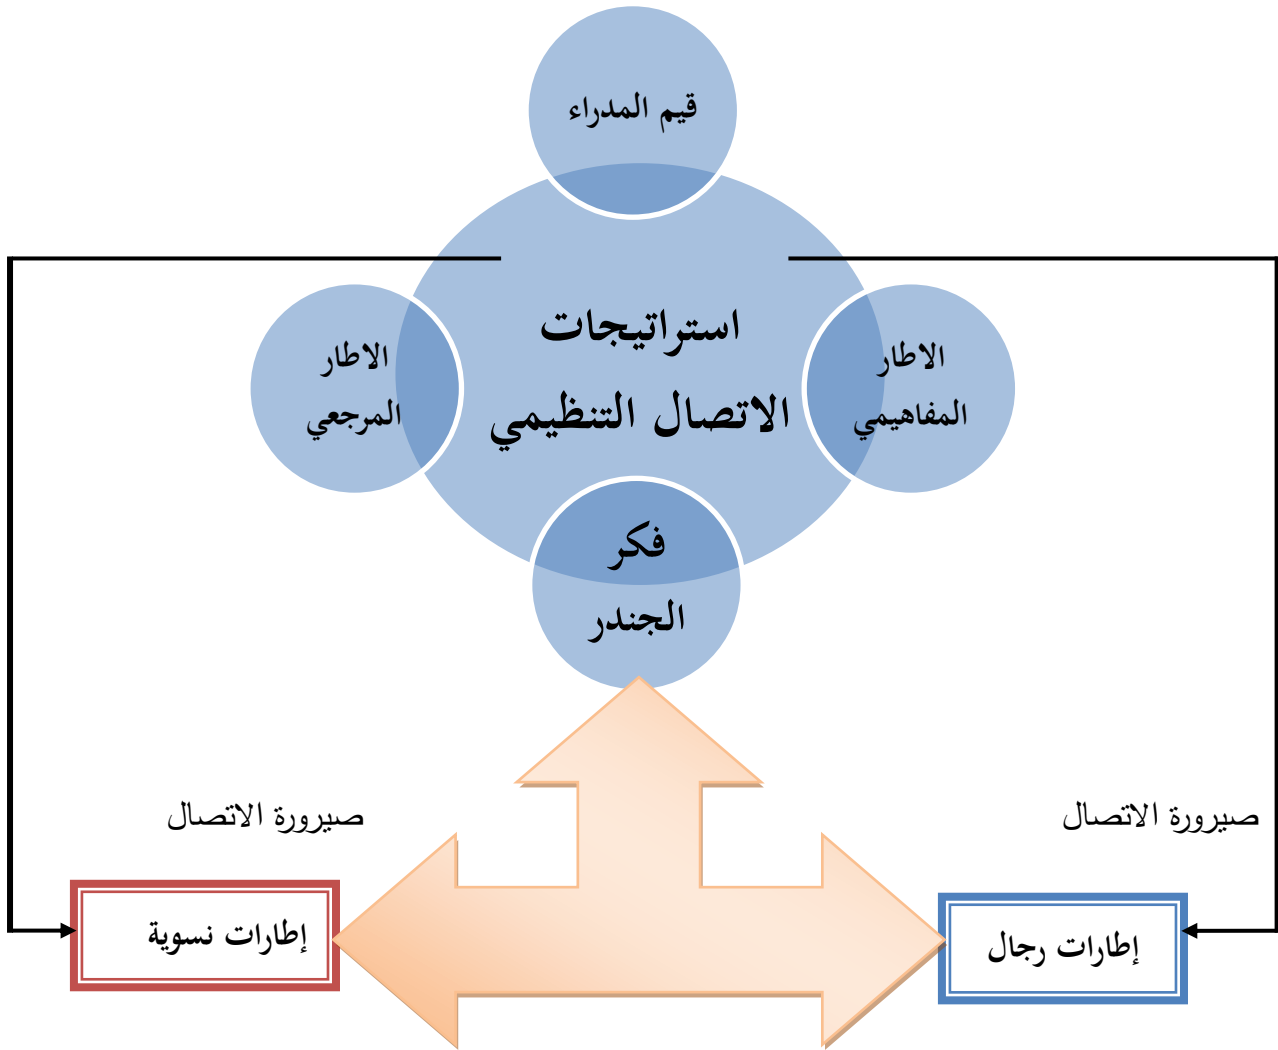 قيم المدراء
استراتيجات
الاتصال التنظيمي
الاطار
المفاهيمي
الاطار
المرجعي
فكر
الجندر
صيرورة الاتصال
صيرورة الاتصال
إطارات رجال
إطارات نسوية